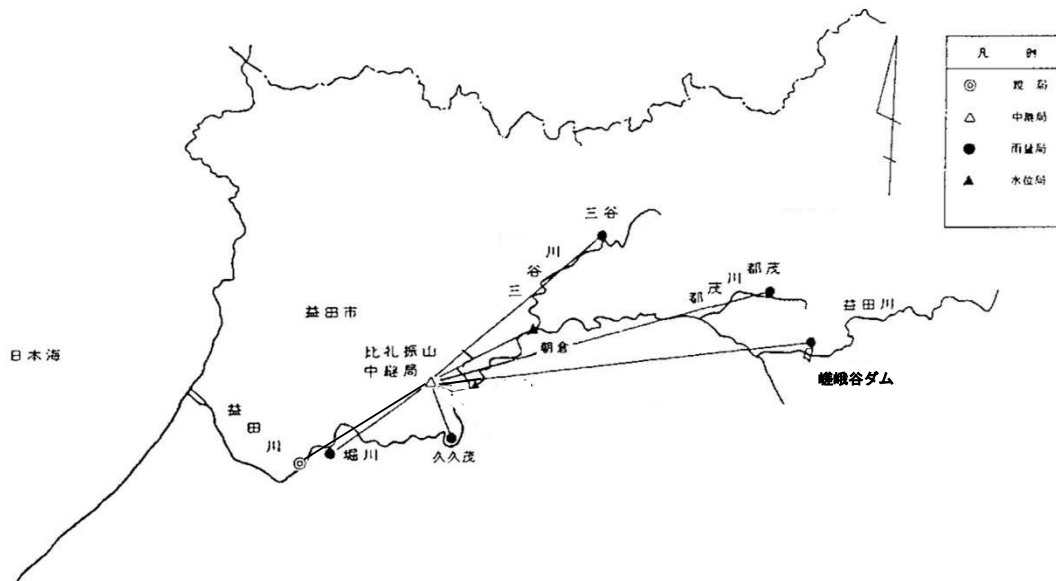 凡 例
親局
中継局
雨量局
水位局
三谷
三谷川
都茂
都茂川
益田川
益田市
日本海
比礼振山
中継局
朝倉
嵯峨谷ダム
益田川
堀川
久久茂